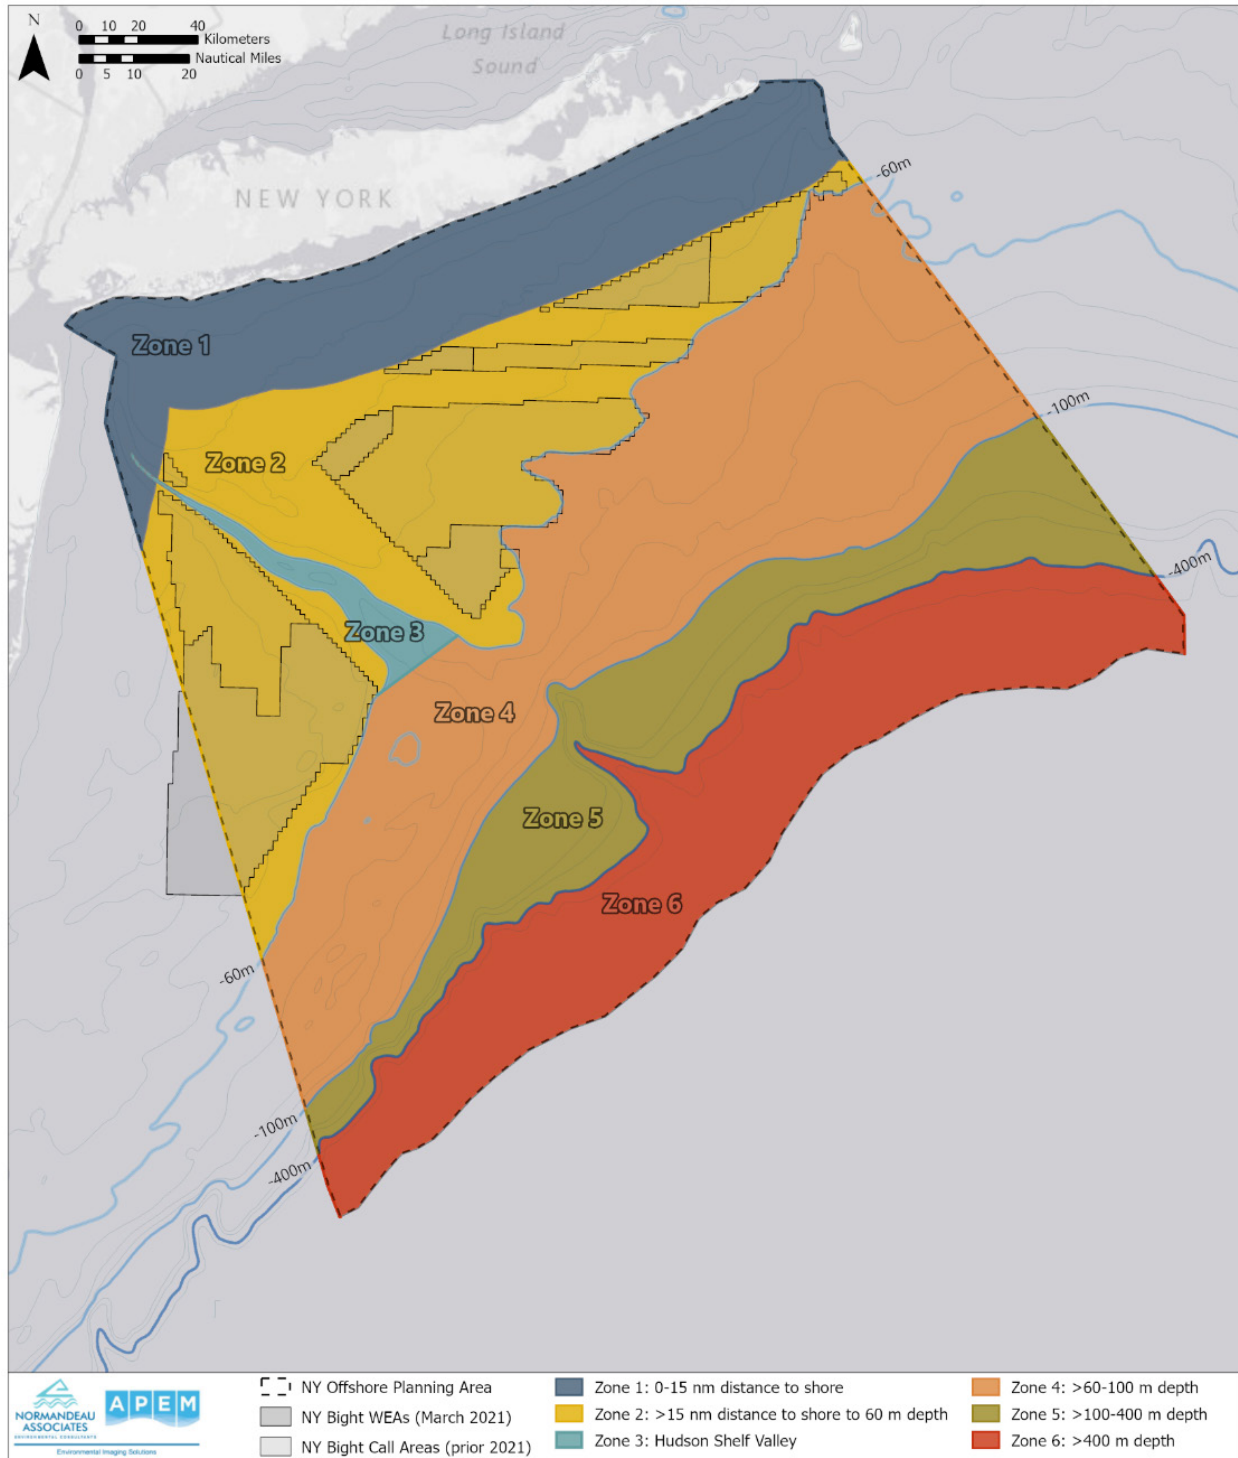 N
0 10 20 40
Kilometers
Nautical Miles
0 5 10 20
Long Island
Sound
NEW YORK
-60m
Zone 1
-100m
Zone 2
-400m
Zone 3
Zone 4
Zone 5
Zone 6
-60m
-100m
-400m
NORMANDEAU
ASSOCIATES
ENVIRONMENTAL CONSULTANTS
APEM
Environmental Imaging Solutions
NY Offshore Planning Area
NY Bight WEAs (March 2021)
NY Bight Call Areas (prior 2021)
Zone 1: 0-15 nm distance to shore
Zone 2: >15 nm distance to shore to 60 m depth
Zone 3: Hudson Shelf Valley
Zone 4: >60-100 m depth
Zone 5: >100-400 m depth
Zone 6: >400 m depth